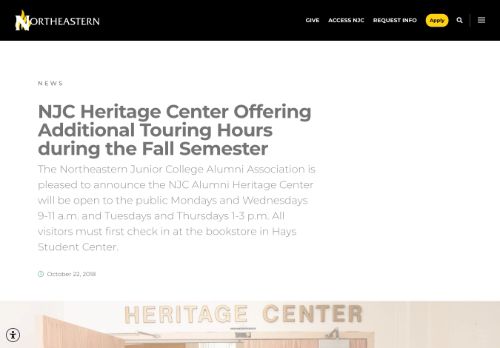 NORTHEASTERN
GIVE ACCESS NJC REQUEST INFO Apply
NEWS
NJC Heritage Center Offering
Additional Touring Hours
during the Fall Semester
The Northeastern Junior College Alumni Association is
pleased to announce the NJC Alumni Heritage Center
will be open to the public Mondays and Wednesdays
9-11 a.m. and Tuesdays and Thursdays 1-3 p.m. All
visitors must first check in at the bookstore in Hays
Student Center.
October 22, 2018
HERITAGE CENTER